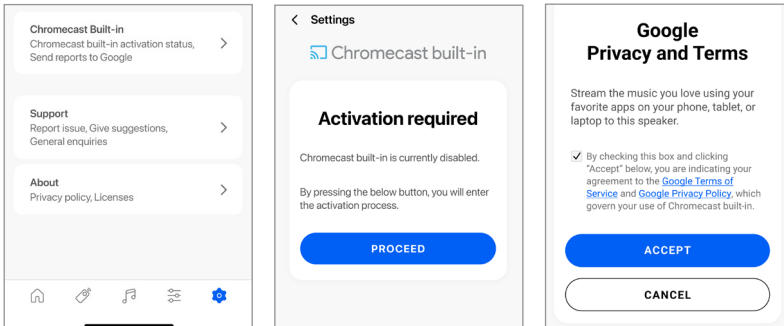 Chromecast Built-in
Chromecast built-in activation status,
Send reports to Google
Support
Report issue, Give suggestions,
General enquiries
About
Privacy policy, Licenses
Settings
Chromecast built-in
Activation required
Chromecast built-in is currently disabled.
By pressing the below button, you will enter
the activation process.
PROCEED
Google
Privacy and Terms
Stream the music you love using your
favorite apps on your phone, tablet, or
laptop to this speaker.
By checking this box and clicking
“Accept” below, you are indicating your
agreement to the Google Terms of
Service and Google Privacy Policy, which
govern your use of Chromecast built-in.
ACCEPT
CANCEL